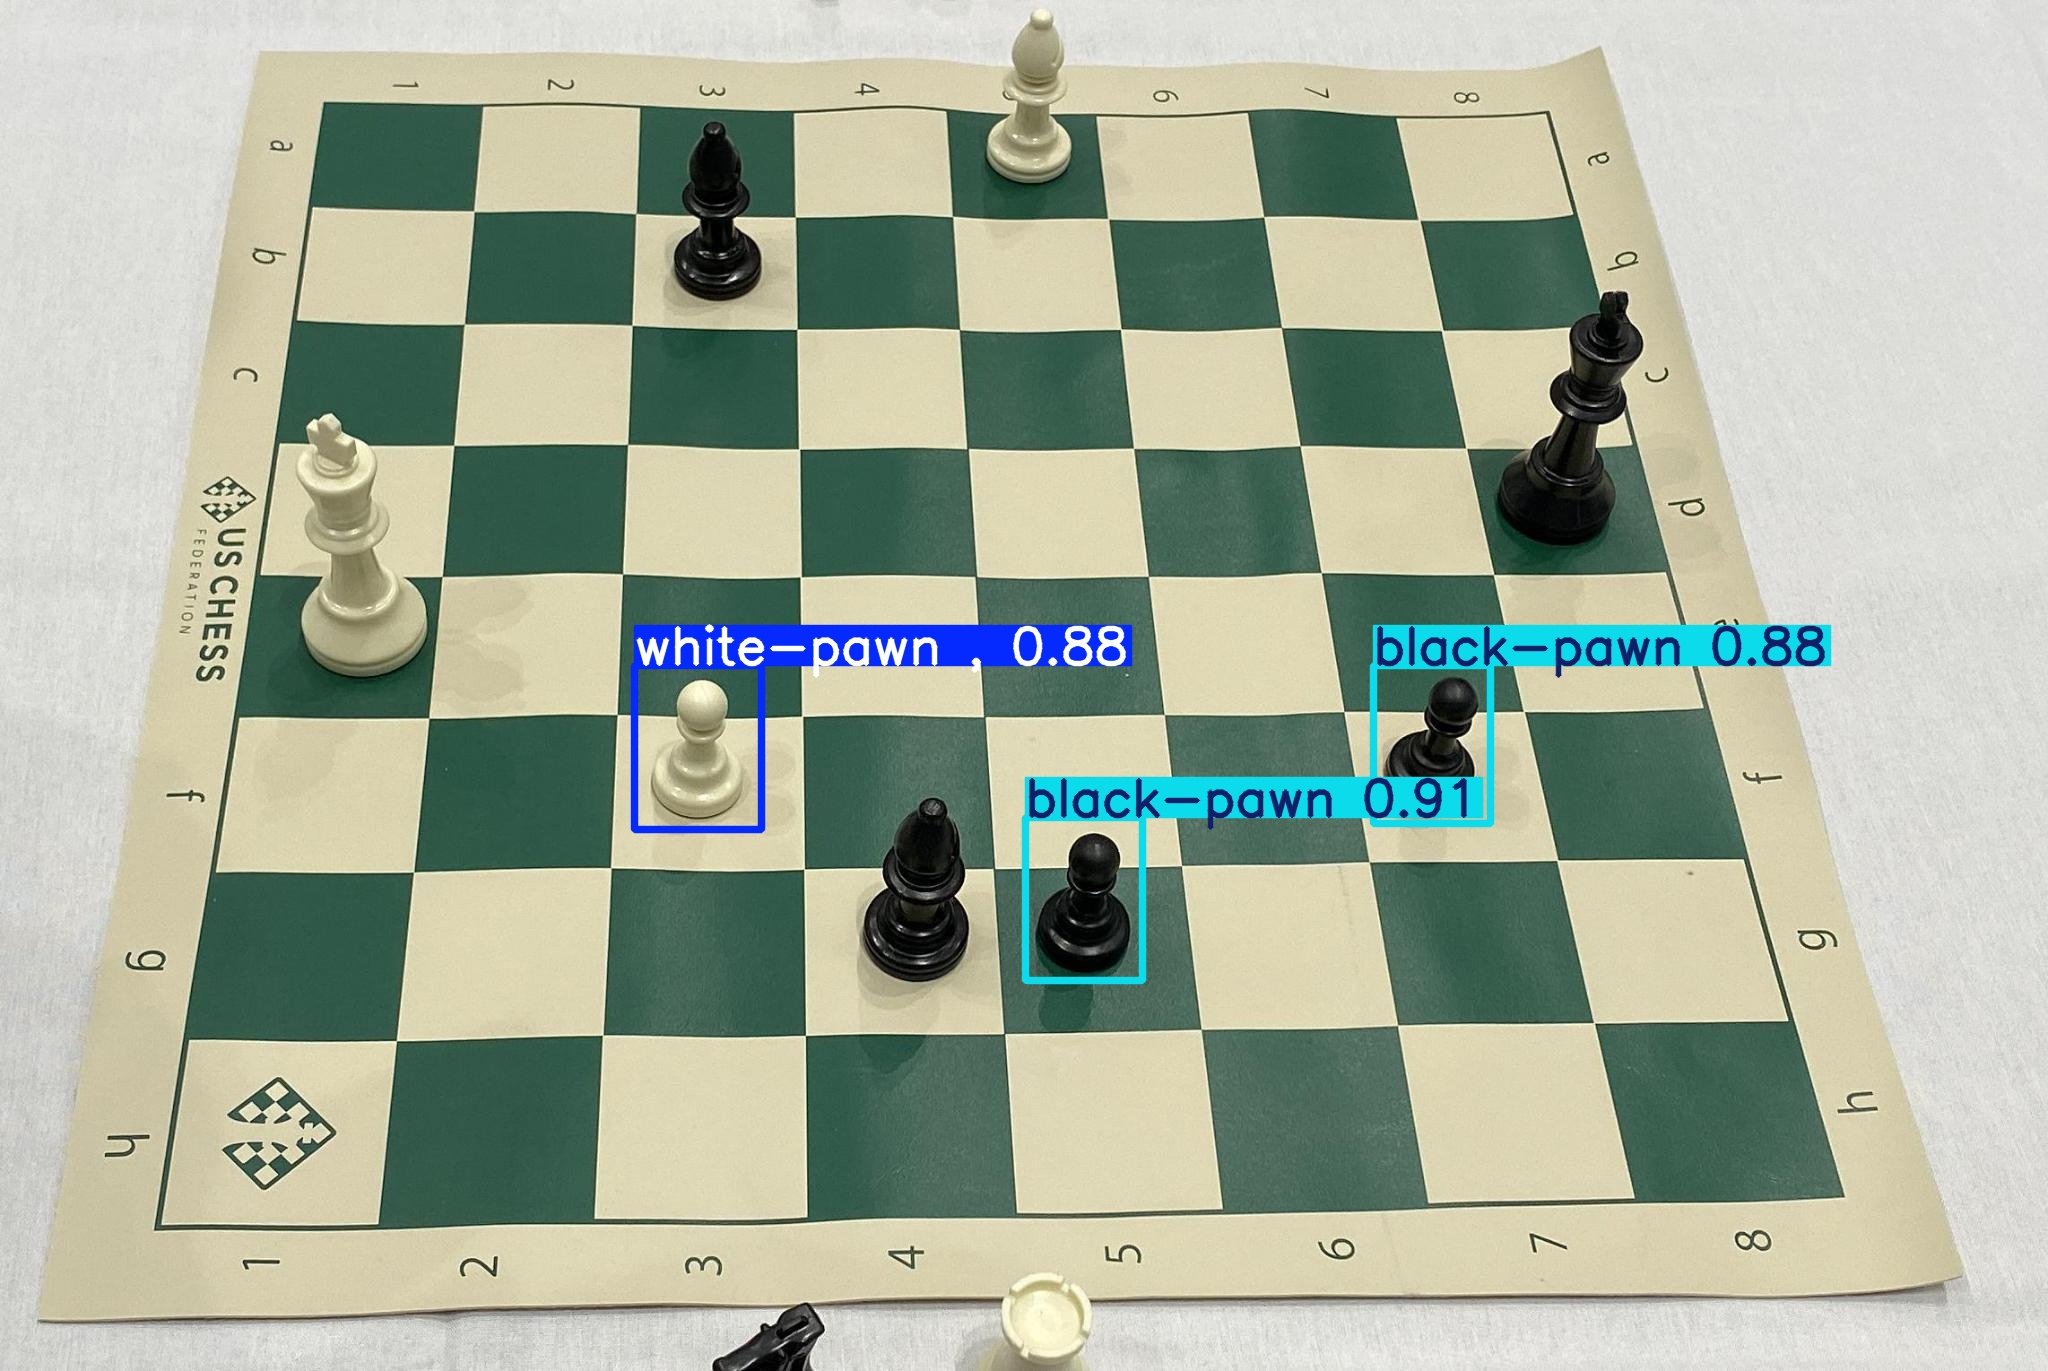 1 2 3 4 6 7 8
a a
b b
c c
US CHESS
FEDERATION
d
white-pawn , 0.88
black-pawn 0.88
black-pawn 0.91
f f
g g
h h
1 2 3 4 5 6 7 8